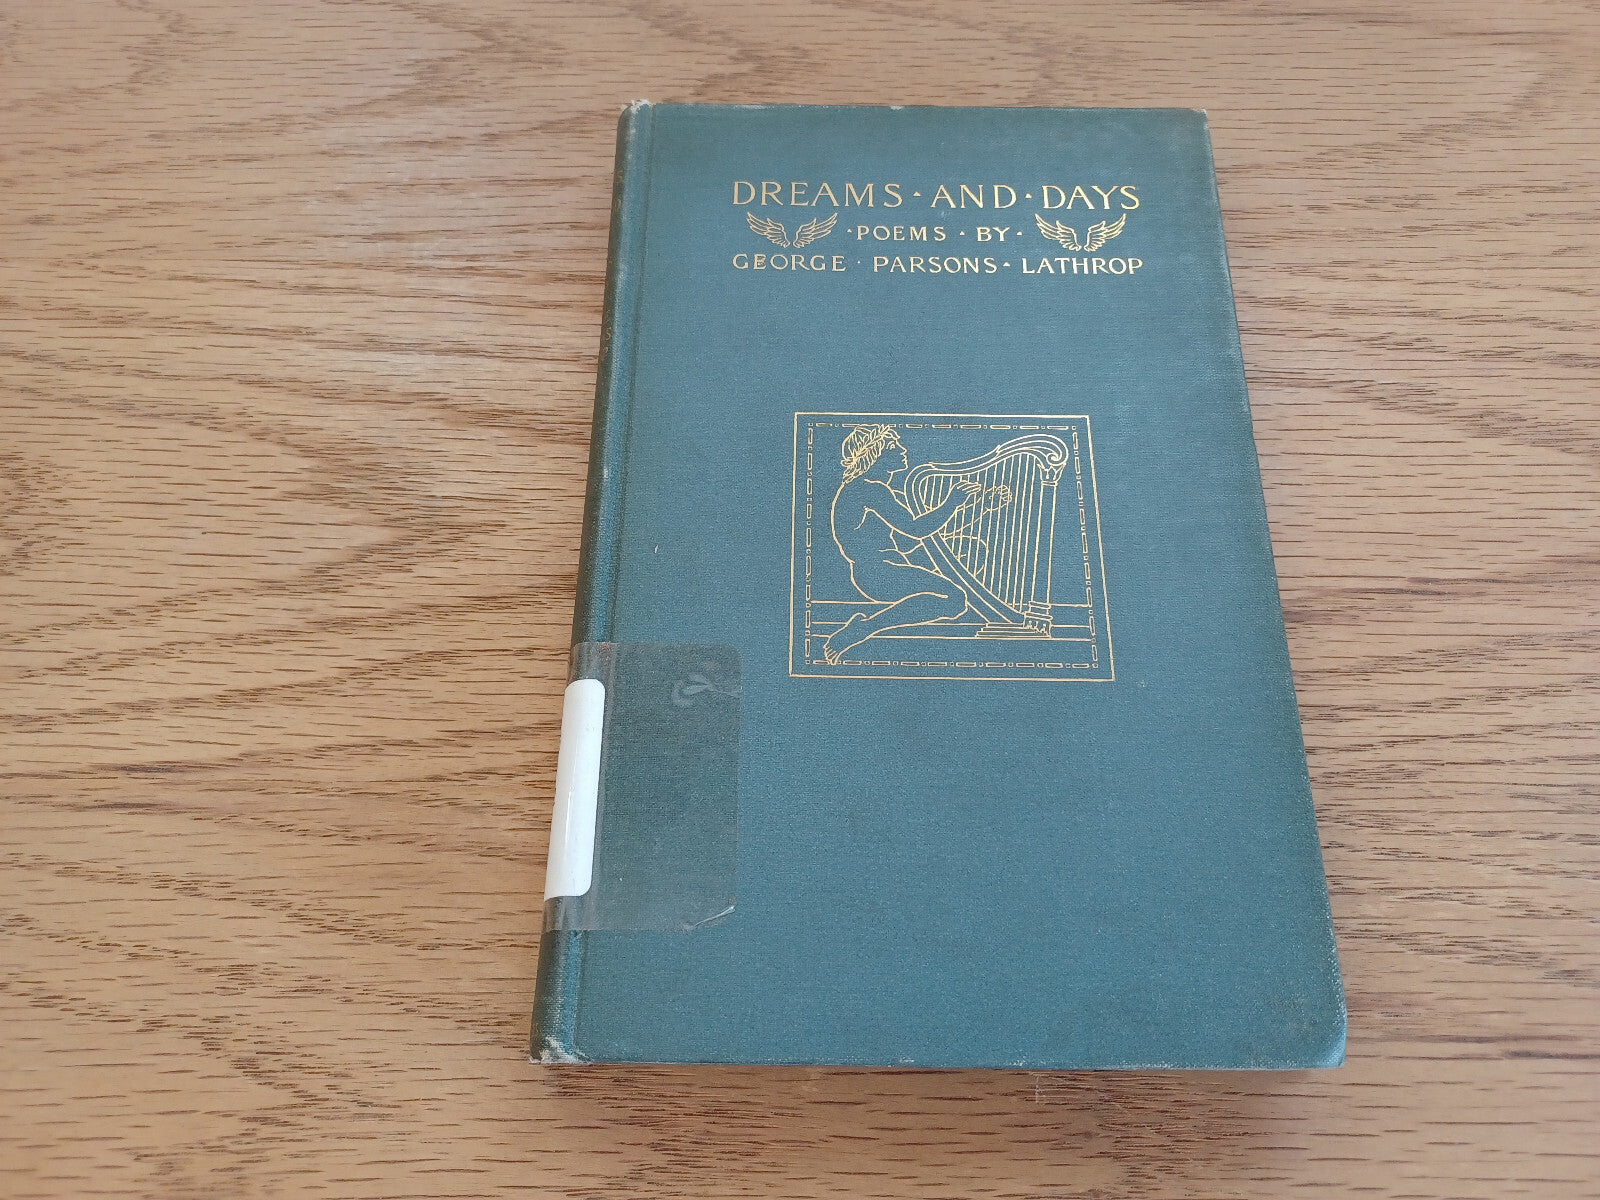 DREAMS · AND · DAYS
· POEMS · BY ·
GEORGE · PARSONS · LATHROP